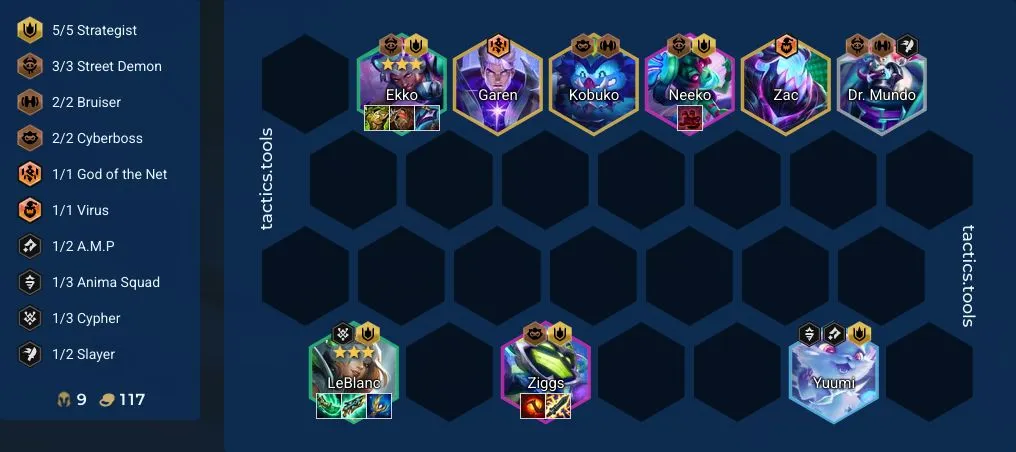 5/5 Strategist
3/3 Street Demon
2/2 Bruiser
2/2 Cyberboss
1/1 God of the Net
1/1 Virus
1/2 A.M.P
1/3 Anima Squad
1/3 Cypher
1/2 Slayer
9 117
tactics.tools
Ekko
Garen
Kobuko
Neeko
Zac
Dr. Mundo
LeBlanc
Ziggs
Yuumi
tactics.tools